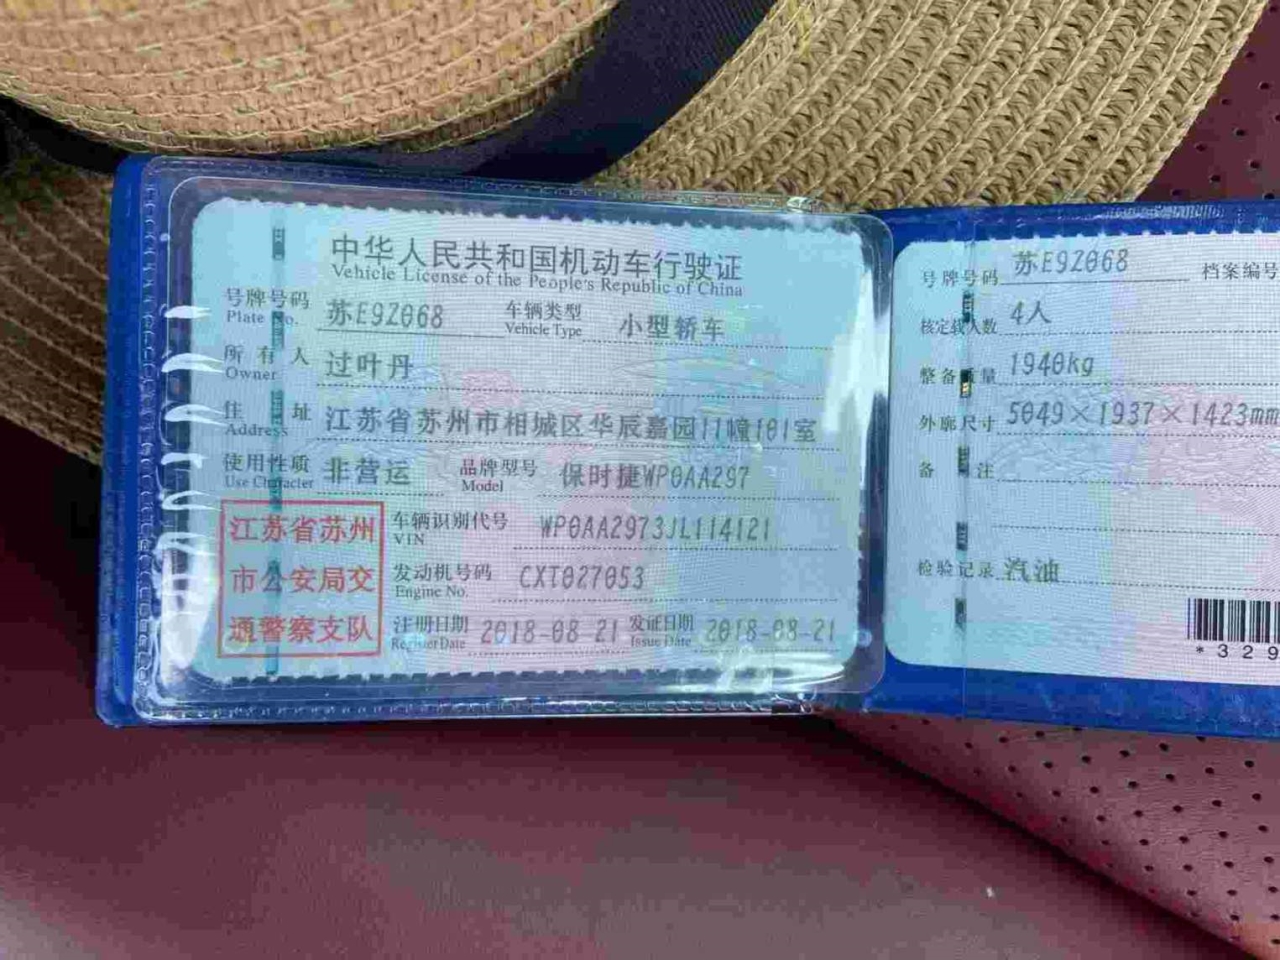 中华人民共和国机动车行驶证
Vehicle License of the People's Republic of China
号牌号码 苏E9Z068 车辆类型 小型轿车
Plate No. Vehicle Type
所有人 过叶丹
Owner
住址 江苏省苏州市相城区华辰嘉园11幢101室
Address
使用性质 非营运 品牌型号 保时捷WP0AA297
Use Character Model
江苏省苏州
市公安局交
通警察支队
车辆识别代号 WP0AA2973JL114121
VIN
发动机号码 CXT027053
Engine No.
注册日期 2018-08-21 发证日期 2018-08-21
Register Date Issue Date
号牌号码 苏E9Z068 档案编号
核定载人数 4人
整备质量 1940kg
外廓尺寸 5049×1937×1423mm
备注
检验记录 汽油
*329